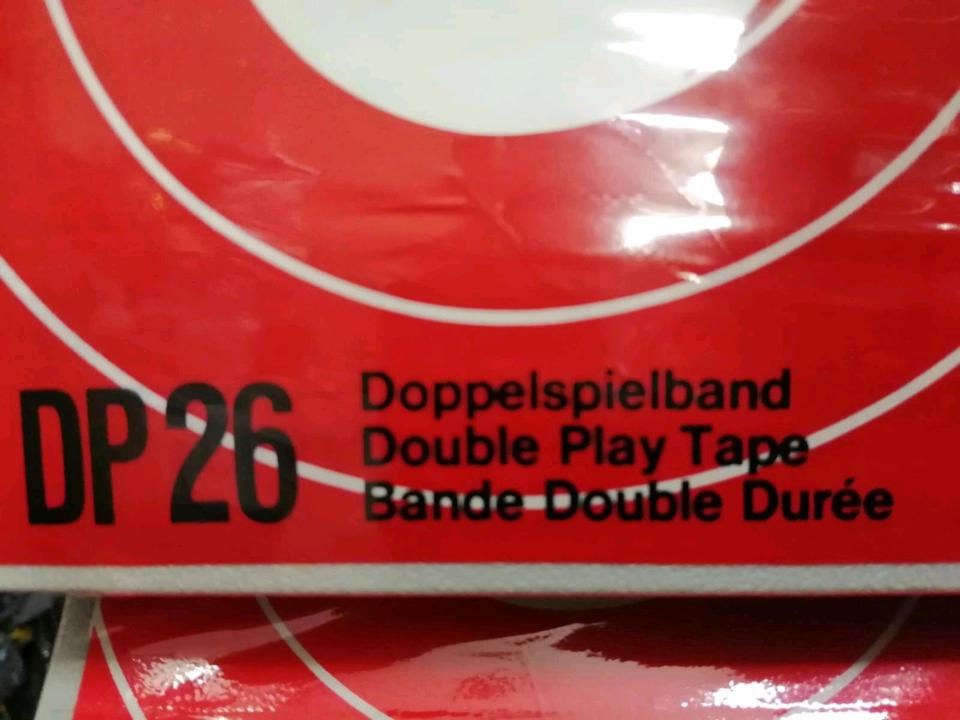 DP 26
Doppelspielband
Double Play Tape
Bande Double Durée